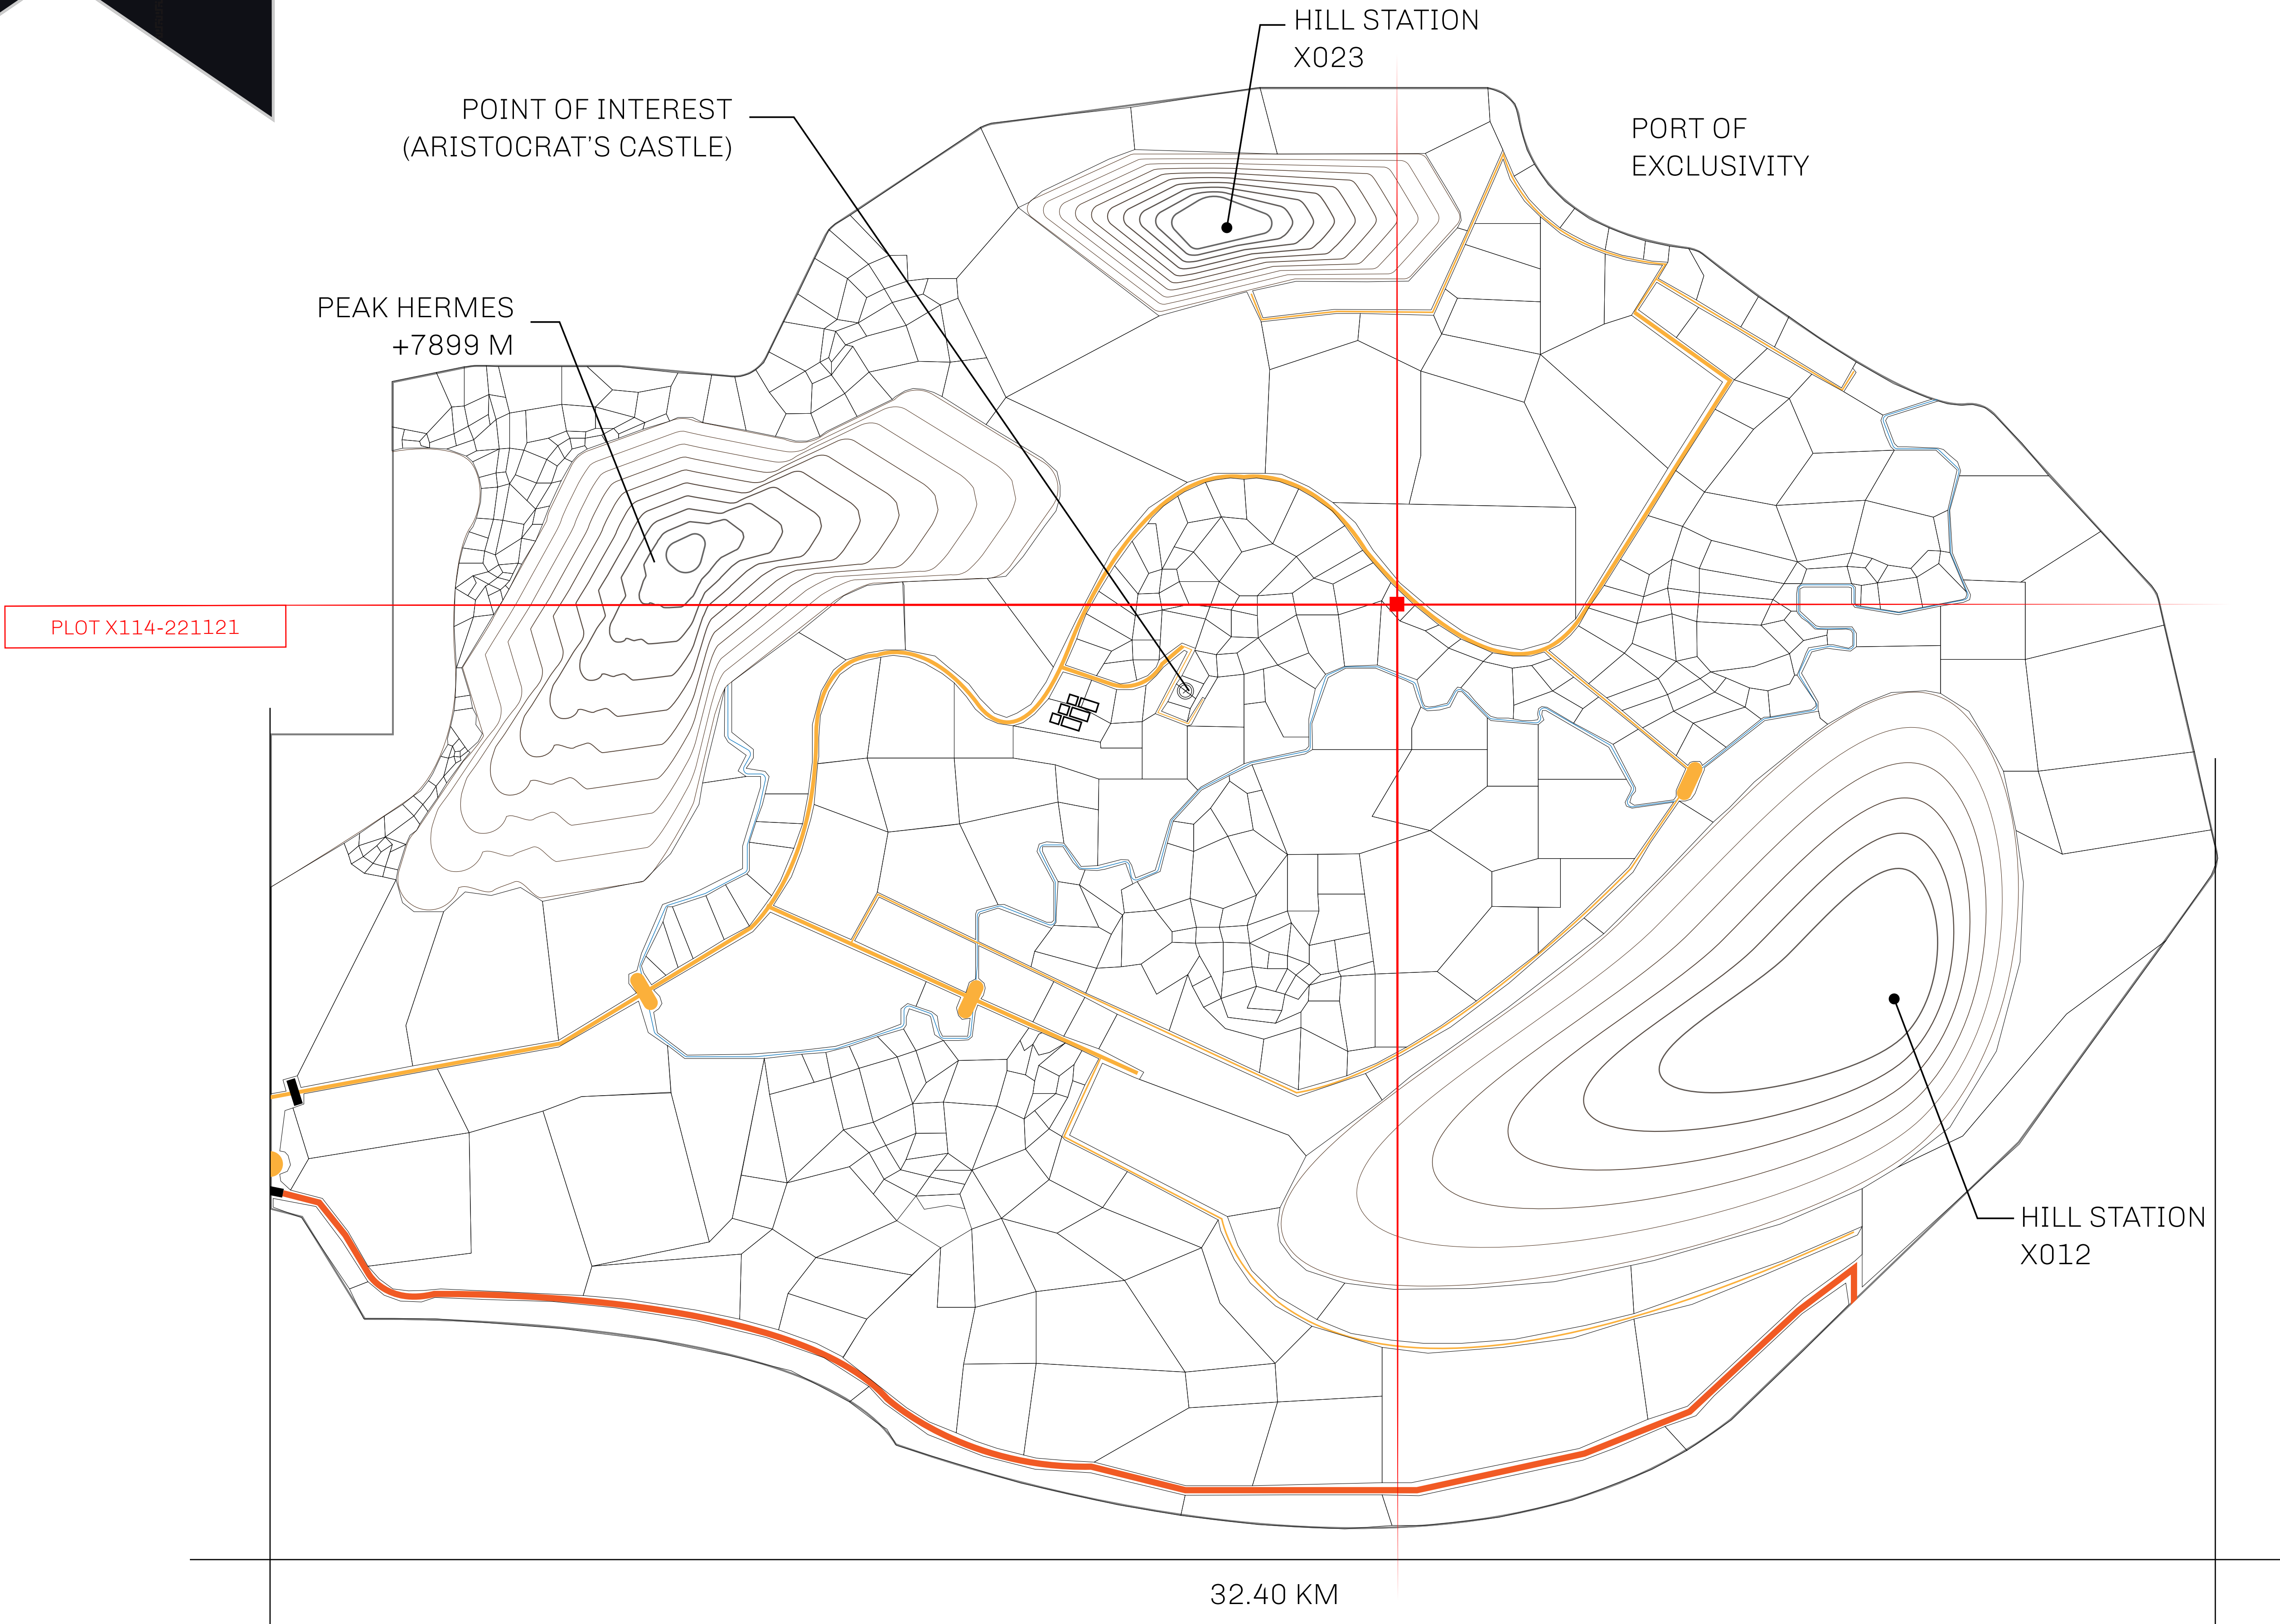 HILL STATION
X023
POINT OF INTEREST
(ARISTOCRAT'S CASTLE)
PORT OF
EXCLUSIVITY
PEAK HERMES
+7899 M
PLOT X114-221121
HILL STATION
X012
32.40 KM